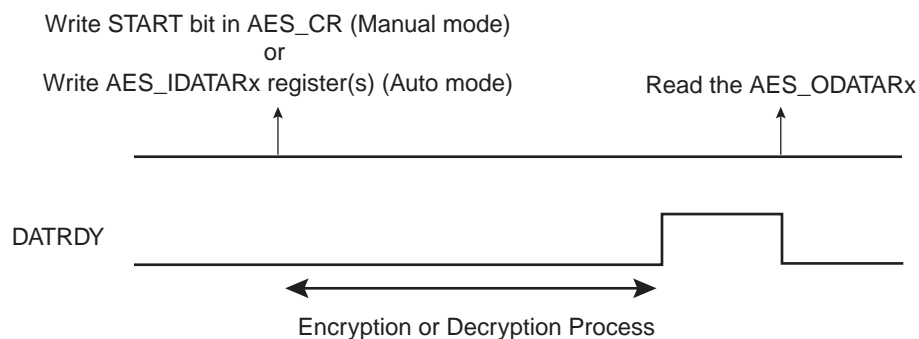 Write START bit in AES_CR (Manual mode)
or
Write AES_IDATARx register(s) (Auto mode)
Read the AES_ODATARx
DATRDY
Encryption or Decryption Process